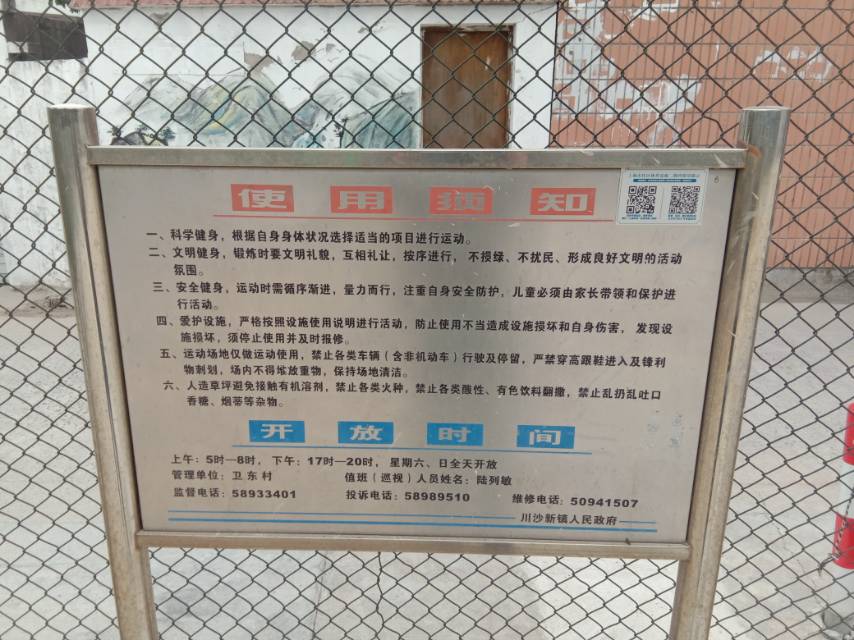 使用须知
一、科学健身，根据自身身体状况选择适当的项目进行运动。
二、文明健身，锻炼时要文明礼貌，互相礼让，按序进行，不损绿、不扰民、形成良好文明的活动
氛围。
三、安全健身，运动时需循序渐进，量力而行，注重自身安全防护，儿童必须由家长带领和保护进
行活动。
四、爱护设施，严格按照设施使用说明进行活动，防止使用不当造成设施损坏和自身伤害，发现设
施损坏，须停止使用并及时报修。
五、运动场地仅做运动使用，禁止各类车辆（含非机动车）行驶及停留，严禁穿高跟鞋进入及锋利
物刺划，场内不得堆放重物，保持场地清洁。
六、人造草坪避免接触有机溶剂，禁止各类火种，禁止各类酸性、有色饮料翻撒，禁止乱扔乱吐口
香糖、烟蒂等杂物。
开放时间
上午：5时—8时，下午：17时—20时，星期六、日全天开放
管理单位：卫东村 值班（巡视）人员姓名：陆列敏
监督电话：58933401 投诉电话：58989510 维修电话：50941507
川沙新镇人民政府